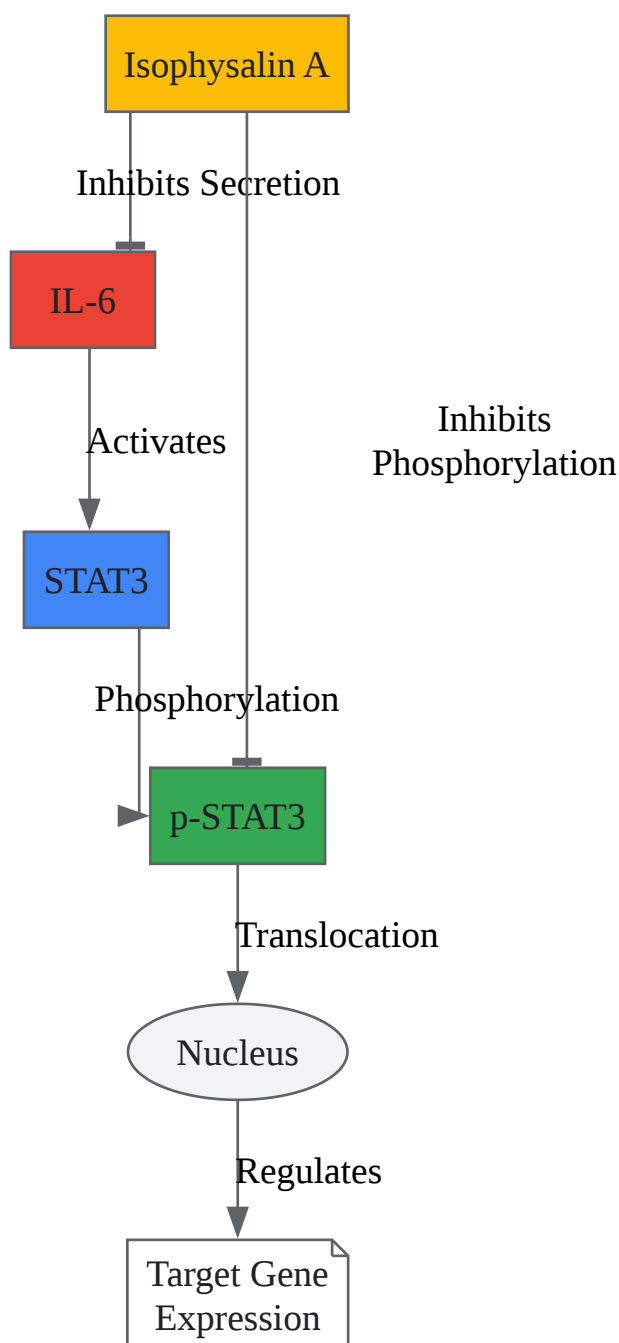 Isophysalin A
Inhibits Secretion
IL-6
Inhibits
Phosphorylation
Activates
STAT3
Phosphorylation
p-STAT3
Translocation
Nucleus
Regulates
Target Gene
Expression